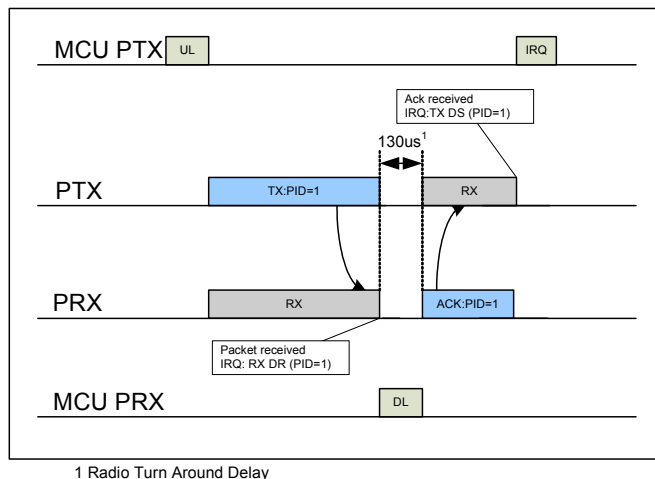 MCU PTX
UL
IRQ
Ack received
IRQ:TX DS (PID=1)
130us1
PTX
TX:PID=1
RX
PRX
RX
ACK:PID=1
Packet received
IRQ: RX DR (PID=1)
MCU PRX
DL
1 Radio Turn Around Delay